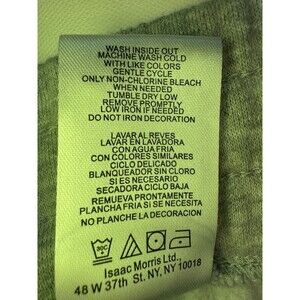 WASH INSIDE OUT
MACHINE WASH COLD
WITH LIKE COLORS
GENTLE CYCLE
ONLY NON-CHLORINE BLEACH
WHEN NEEDED
TUMBLE DRY LOW
REMOVE PROMPTLY
LOW IRON IF NEEDED
DO NOT IRON DECORATION
LAVAR AL REVES
LAVAR EN LAVADORA
CON AGUA FRIA
CON COLORES SIMILARES
CICLO DELICADO
BLANQUEADOR SIN CLORO
SI ES NECESARIO
SECADORA CICLO BAJA
REMUEVA PRONTAMENTE
PLANCHA FRIA SI ES NECESARIO
NO PLANCHE LA DECORACION
Isaac Morris Ltd.,
48 W 37th St. NY, NY 10018